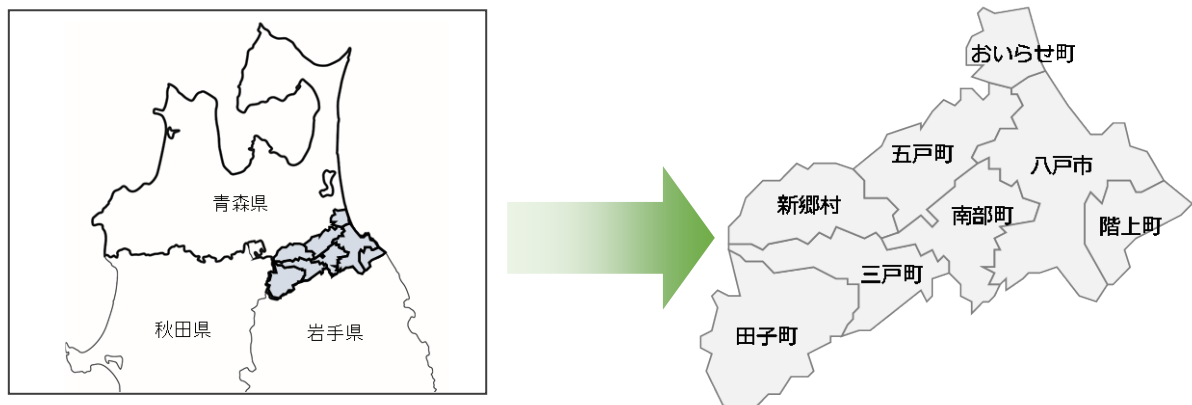 青森県
秋田県
岩手県
おいらせ町
五戸町
八戸市
新郷村
南部町
階上町
三戸町
田子町